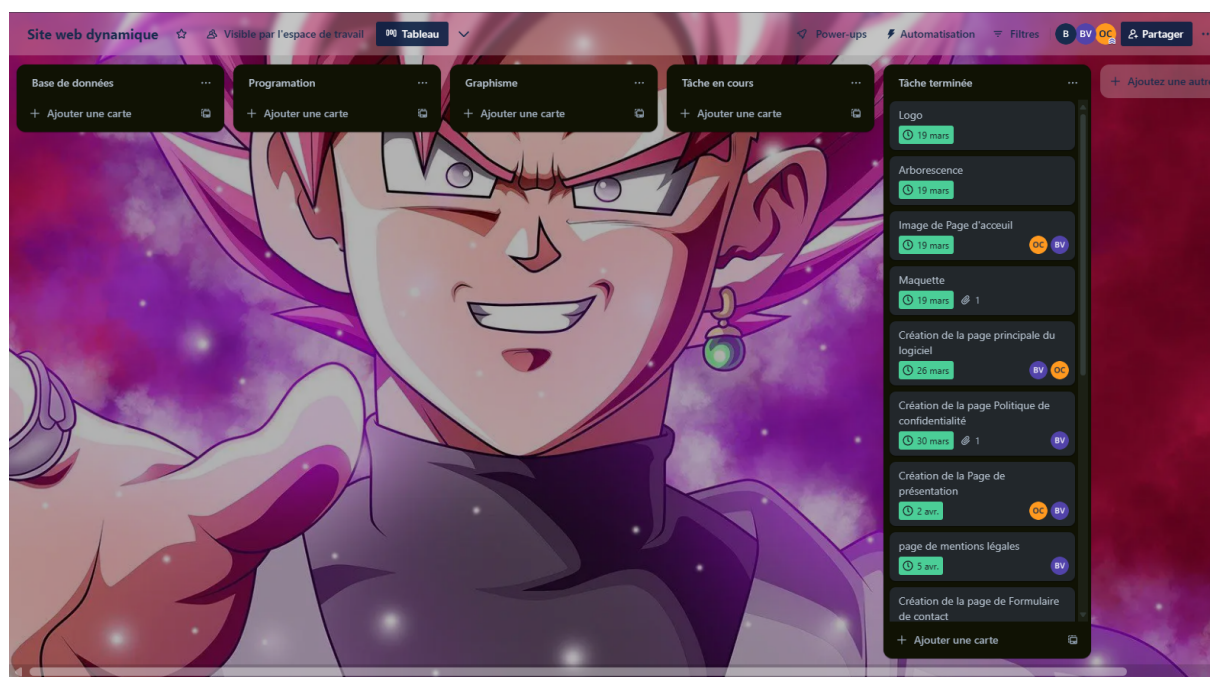 Site web dynamique
Visible par l'espace de travail
Tableau
Power-ups
Automatisation
Filtres
B
BV
OC
Partager
Base de données
+ Ajouter une carte
Programation
+ Ajouter une carte
Graphisme
+ Ajouter une carte
Tâche en cours
+ Ajouter une carte
Tâche terminée
Logo
19 mars
Arborescence
19 mars
Image de Page d'acceuil
19 mars
OC BV
Maquette
19 mars 1
Création de la page principale du
logiciel
26 mars
BV OC
Création de la page Politique de
confidentialité
30 mars 1
BV
Création de la Page de
présentation
2 avr.
OC BV
page de mentions légales
5 avr.
BV
Création de la page de Formulaire
de contact
+ Ajouter une carte
+ Ajoutez une autr